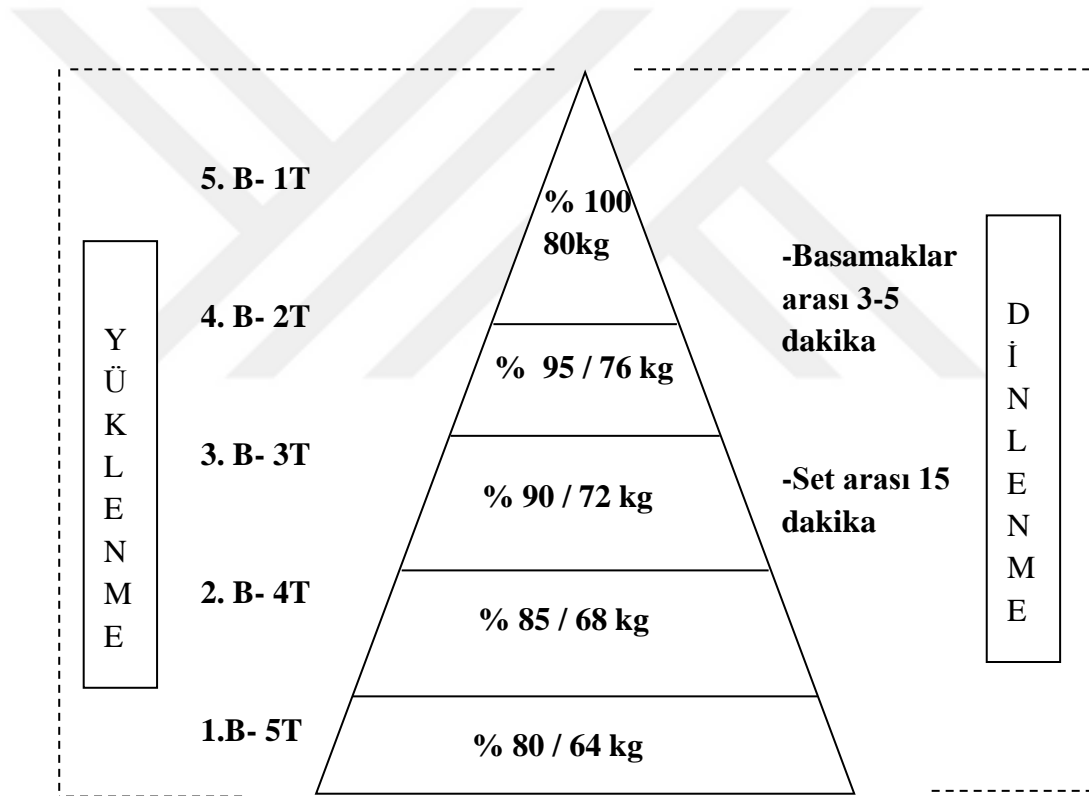 5. B- 1T
% 100
80kg
-Basamaklar
arası 3-5
dakika
4. B- 2T
% 95 / 76 kg
3. B- 3T
% 90 / 72 kg
-Set arası 15
dakika
2. B- 4T
% 85 / 68 kg
1.B- 5T
% 80 / 64 kg
Y
Ü
K
L
E
N
M
E
D
İ
N
L
E
N
M
E